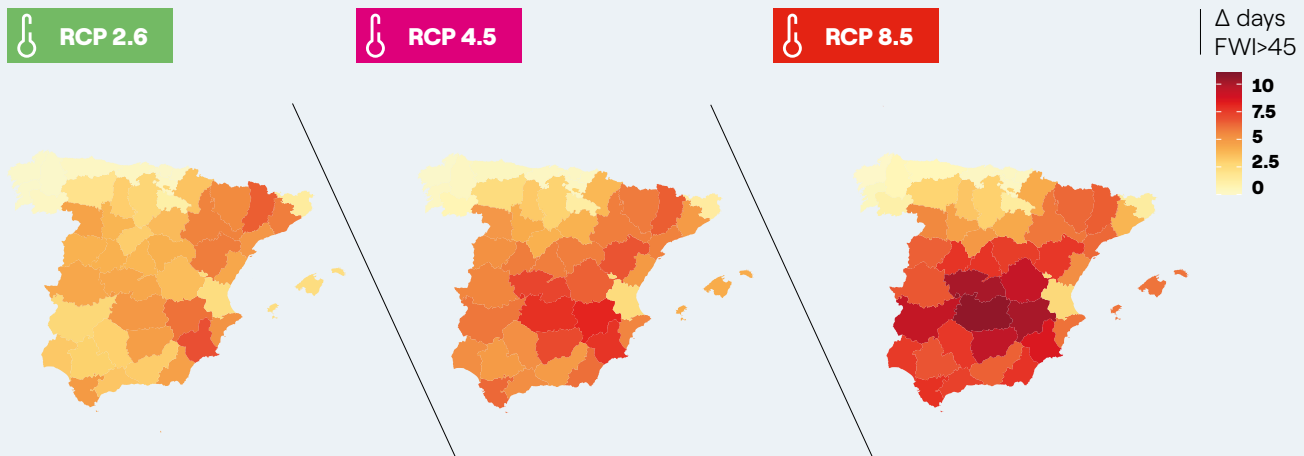 RCP 2.6
RCP 4.5
RCP 8.5
Δ days
FWI>45
10
7.5
5
2.5
0